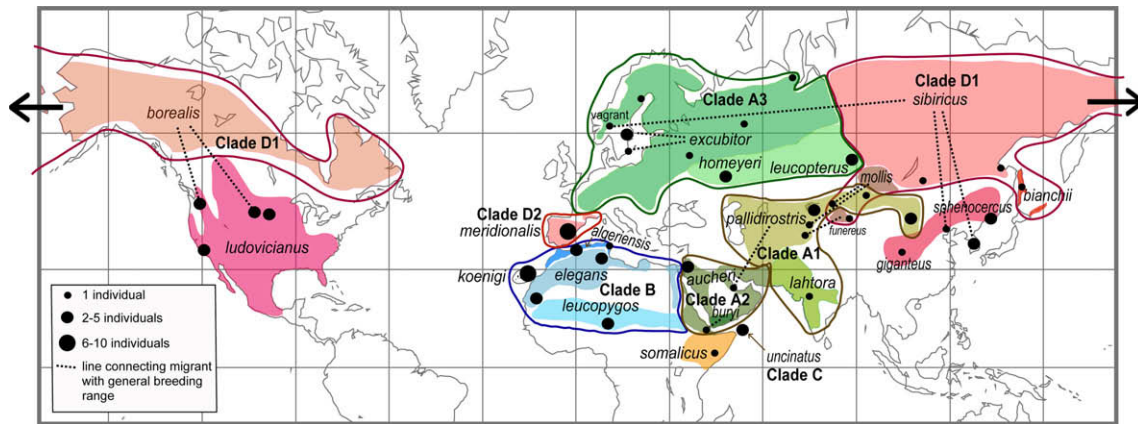 borealis
Clade D1
ludovicianus
1 individual
2-5 individuals
6-10 individuals
line connecting migrant
with general breeding
range
Clade A3
vagrant
excubitor
homeyeri
leucopterus
Clade D1
sibiricus
mollis
bianchii
sphenocercus
giganteus
pallidirostris
funereus
Clade A1
lahtora
Clade D2
meridionalis
algeriensis
koenigi
elegans
Clade B
leucopygos
aucheri
Clade A2
buryi
somalicus
uncinatus
Clade C